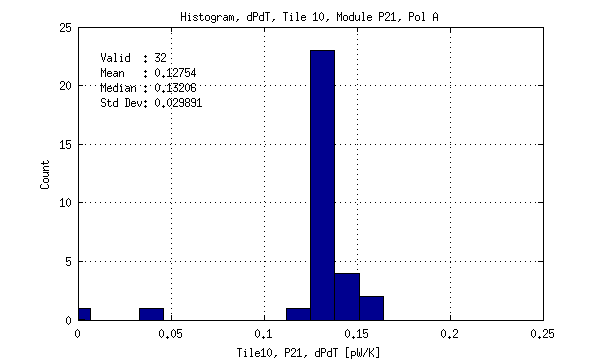 Histogram, dPdT, Tile 10, Module P21, Pol A
25
20
15
10
5
0
Count
Valid : 32
Mean : 0.12754
Median : 0.13206
Std Dev: 0.029891
0 0.05 0.1 0.15 0.2 0.25
Tile10, P21, dPdT [pW/K]